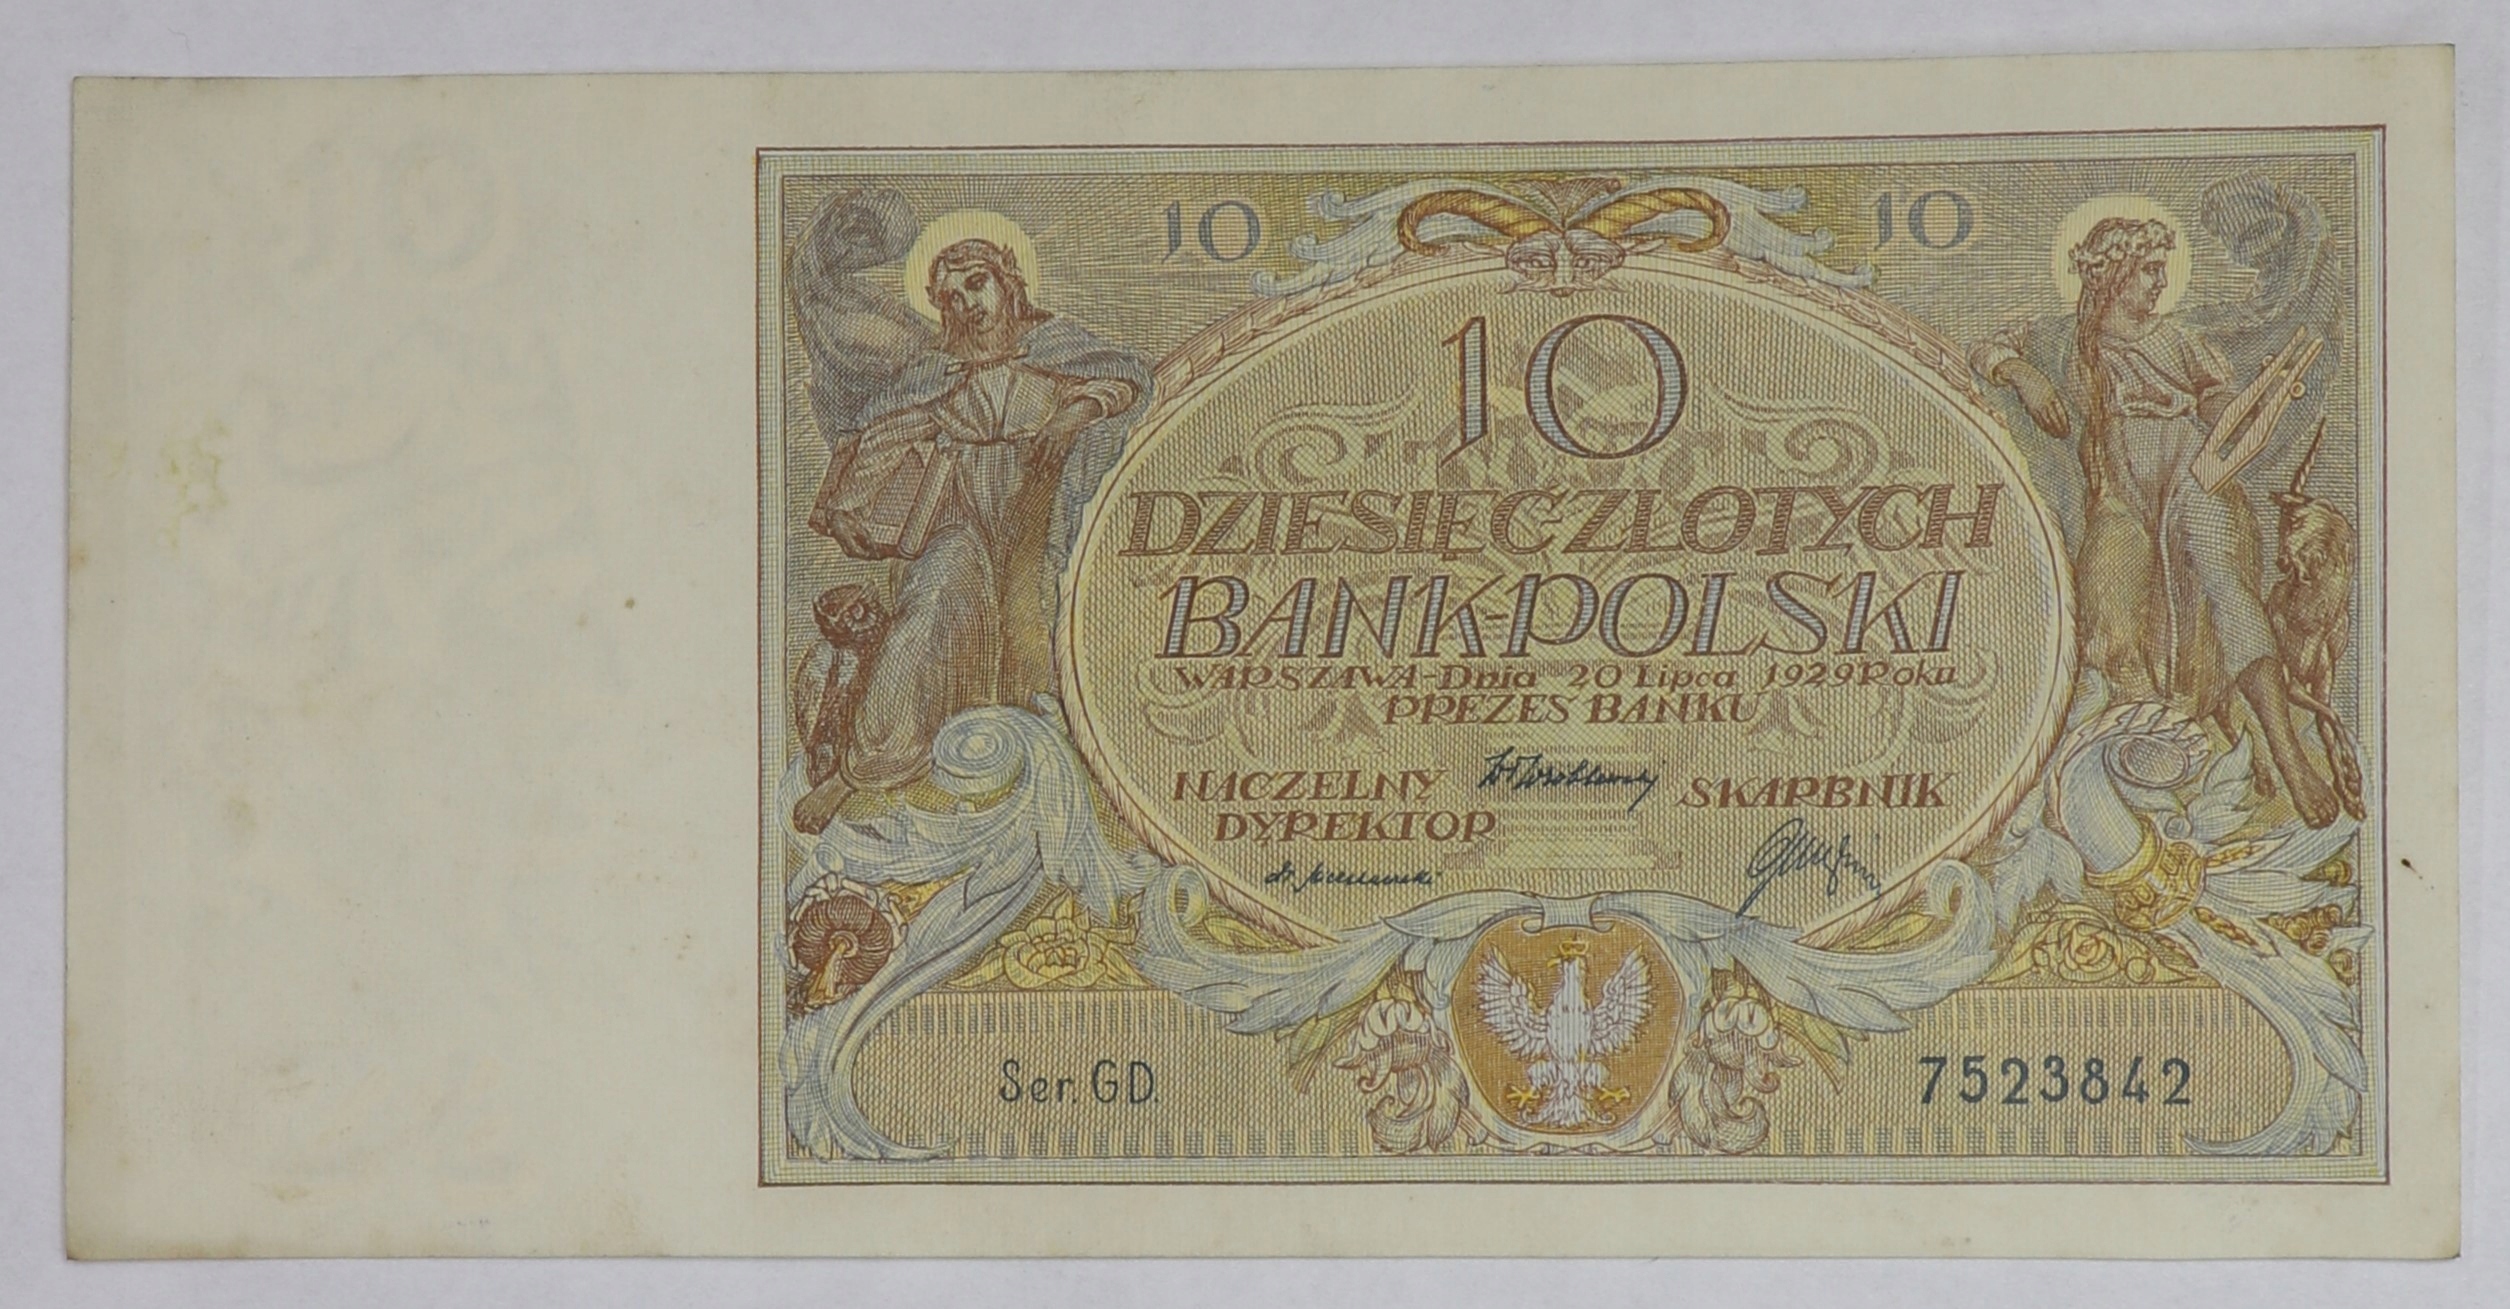 10 10
10
DZIESIĘĆ-ZŁOTYCH
BANK-POLSKI
WARSZAWA-Dnia 20 Lipca 1929 Roku
PREZES BANKU
NACZELNY
DYREKTOR
SKARBNIK
Ser. GD. 7523842